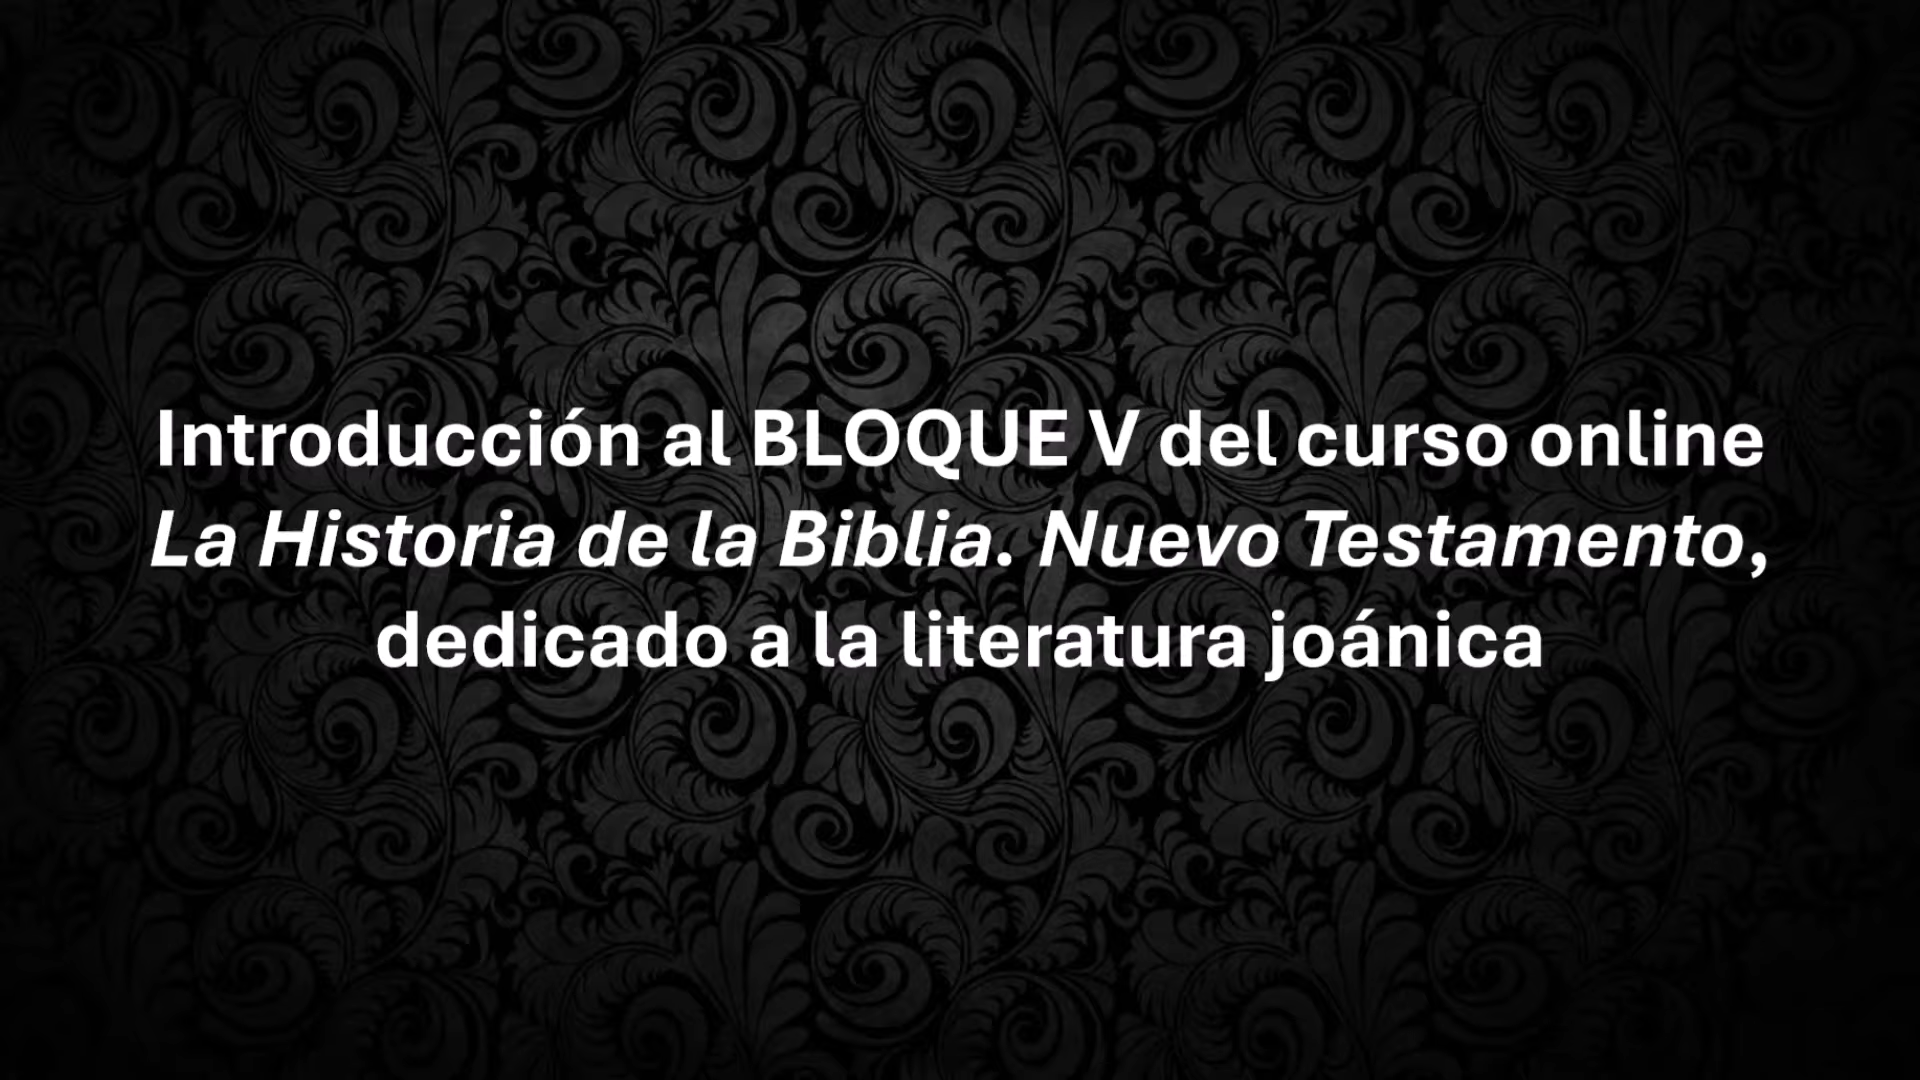 Introducción al BLOQUE V del curso online
La Historia de la Biblia. Nuevo Testamento,
dedicado a la literatura joánica